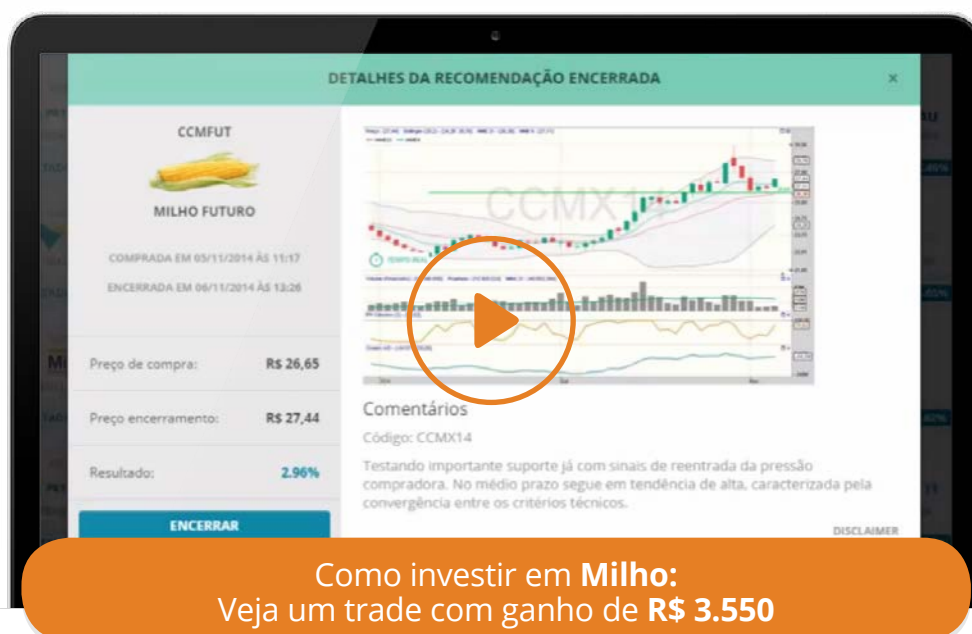 DETALHES DA RECOMENDAÇÃO ENCERRADA
×
CCMFUT
MILHO FUTURO
COMPRADA EM 05/11/2014 ÀS 11:17
ENCERRADA EM 06/11/2014 ÀS 13:26
Preço de compra: R$ 26,65
Preço encerramento: R$ 27,44
Resultado: 2.96%
ENCERRAR
CCMX14
TEMPO REAL
Comentários
Código: CCMX14
Testando importante suporte já com sinais de reentrada da pressão
compradora. No médio prazo segue em tendência de alta, caracterizada pela
convergência entre os critérios técnicos.
DISCLAIMER
Como investir em Milho:
Veja um trade com ganho de R$ 3.550